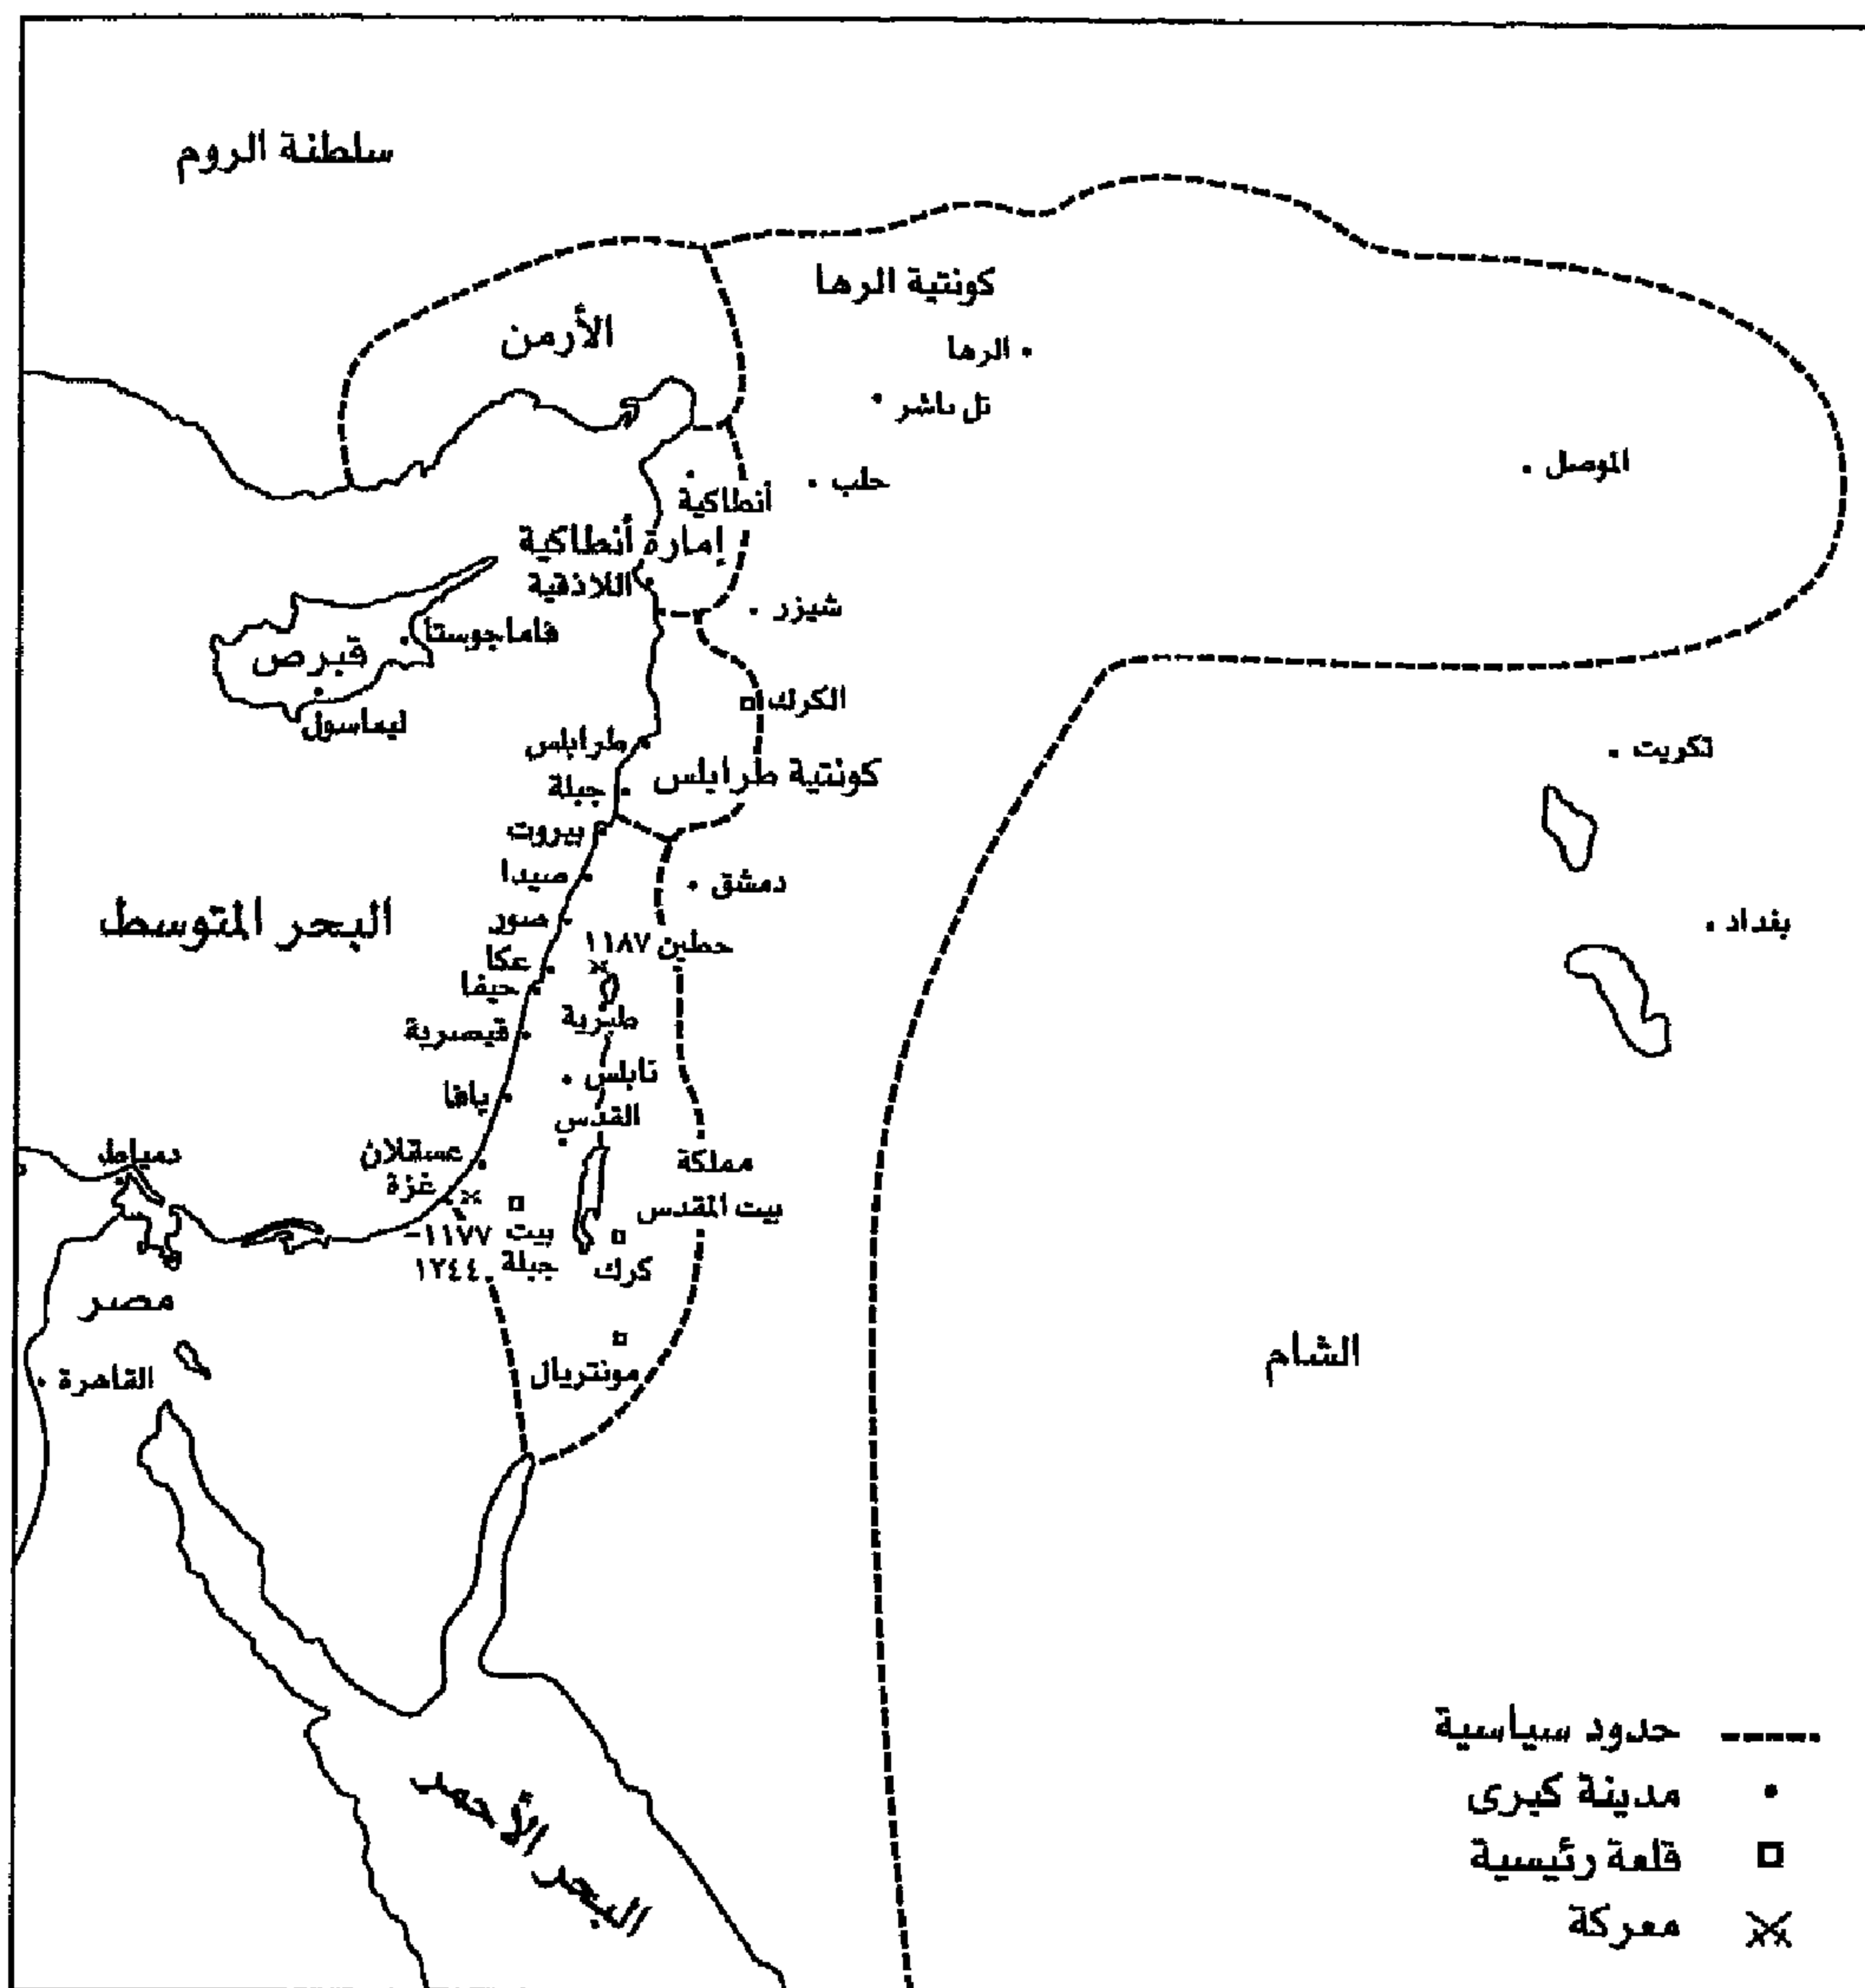 سلطنة الروم
كونتية الرها
الأرمن
الرها
تل باشر
الموصل
حلب
أنطاكية
إمارة أنطاكية
اللاذقية
شيزر
فاماجوستا
قبرص
ليماسول
الكرك
طرابلس
كونتية طرابلس
جبلة
تكريت
بيروت
صيدا
دمشق
البحر المتوسط
صور
بغداد
حطين ١١٨٧
عكا
حيفا
طبرية
قيصرية
نابلس
يافا
القدس
دمياط
عسقلان
مملكة
بيت المقدس
غزة
١١٧٧-
١٢٤٤
بيت
جبلة
كرك
مصر
القاهرة
مونتريال
الشام
البحر الأحمر
حدود سياسية
مدينة كبرى
قلعة رئيسية
معركة